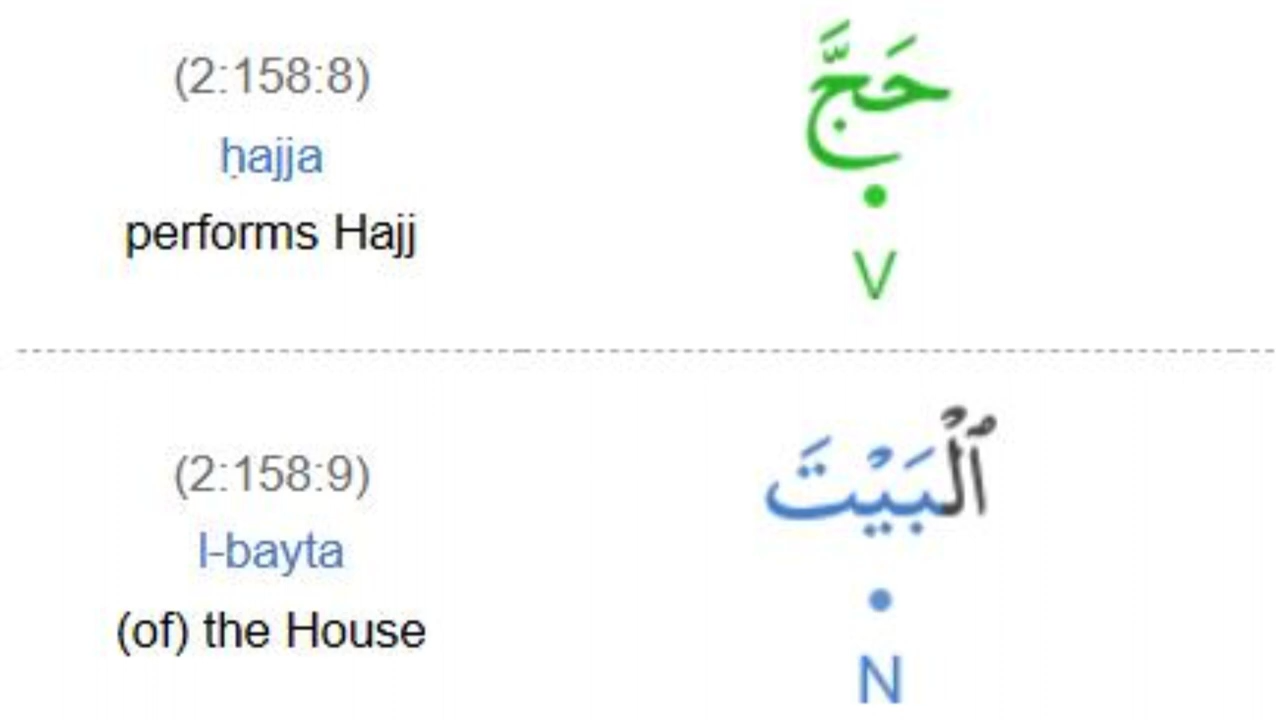 (2:158:8)
ḥajja
performs Hajj
حَجَّ
V
(2:158:9)
l-bayta
(of) the House
ٱلْبَيْتَ
N